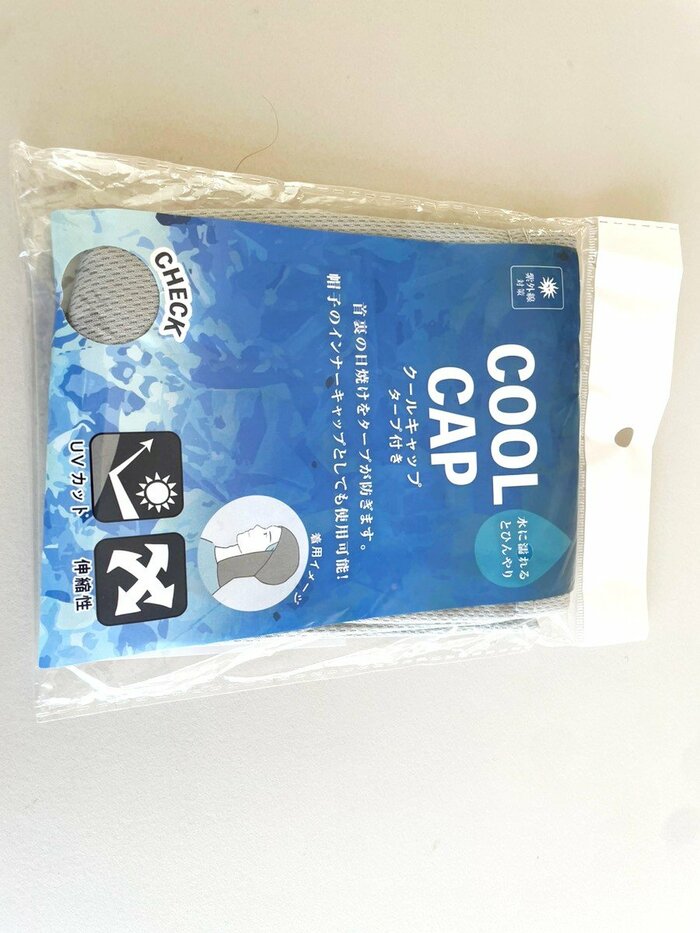 紫外線
対策
COOL
CAP
クールキャップ
タープ付き
水に濡れる
とひんやり
首裏の日焼けをタープが防ぎます。
帽子のインナーキャップとしても使用可能!
着用イメージ
CHECK
UVカット
伸縮性